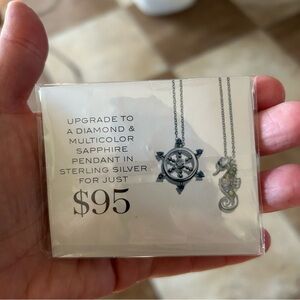 UPGRADE TO
A DIAMOND &
MULTICOLOR
SAPPHIRE
PENDANT IN
STERLING SILVER
FOR JUST
$95